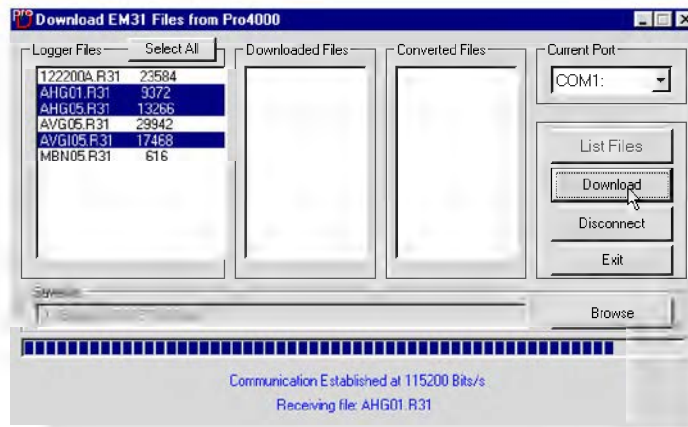 Pro Download EM31 Files from Pro4000
Logger Files
Select All
Downloaded Files
Converted Files
Current Port
122200A.R31 23584
AHG01.R31 9372
AHG05.R31 13266
AVG05.R31 29942
AVGI05.R31 17468
MBN05.R31 616
COM1:
List Files
Download
Disconnect
Exit
Browse
Communication Established at 115200 Bits/s
Receiving file: AHG01.R31